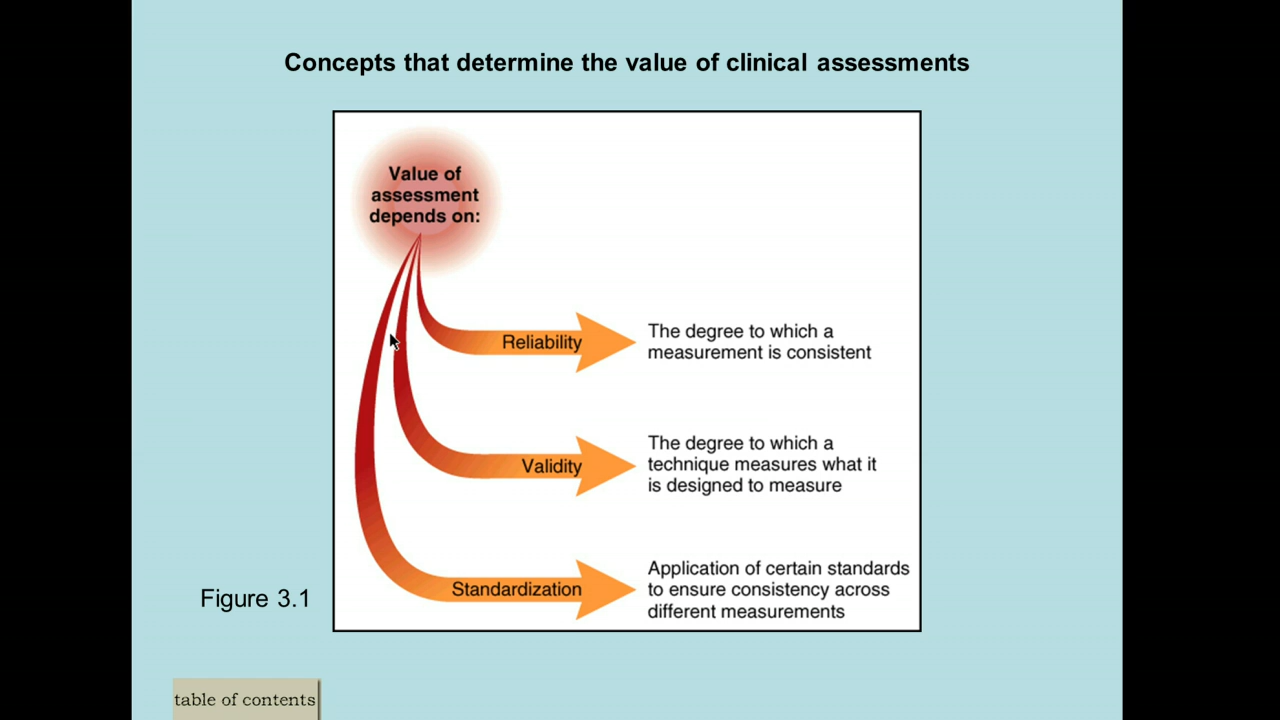 Concepts that determine the value of clinical assessments
Value of
assessment
depends on:
Reliability
The degree to which a
measurement is consistent
Validity
The degree to which a
technique measures what it
is designed to measure
Standardization
Application of certain standards
to ensure consistency across
different measurements
Figure 3.1
table of contents